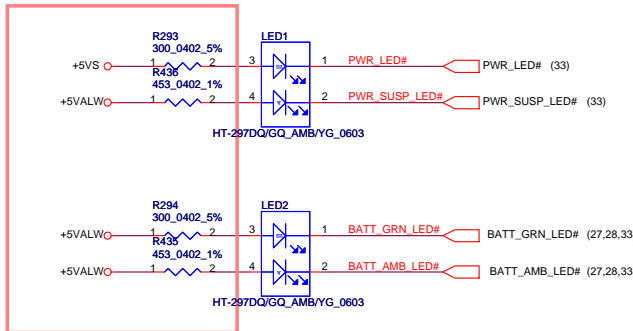 R293
300_0402_5%
LED1
+5VS
1
2
3
1
PWR_LED#
PWR_LED# (33)
R436
453_0402_1%
+5VALW
1
2
4
2
PWR_SUSP_LED#
PWR_SUSP_LED# (33)
HT-297DQ/GQ_AMB/YG_0603
R294
300_0402_5%
LED2
+5VALW
1
2
3
1
BATT_GRN_LED#
BATT_GRN_LED# (27,28,33
R435
453_0402_1%
+5VALW
1
2
4
2
BATT_AMB_LED#
BATT_AMB_LED# (27,28,33
HT-297DQ/GQ_AMB/YG_0603